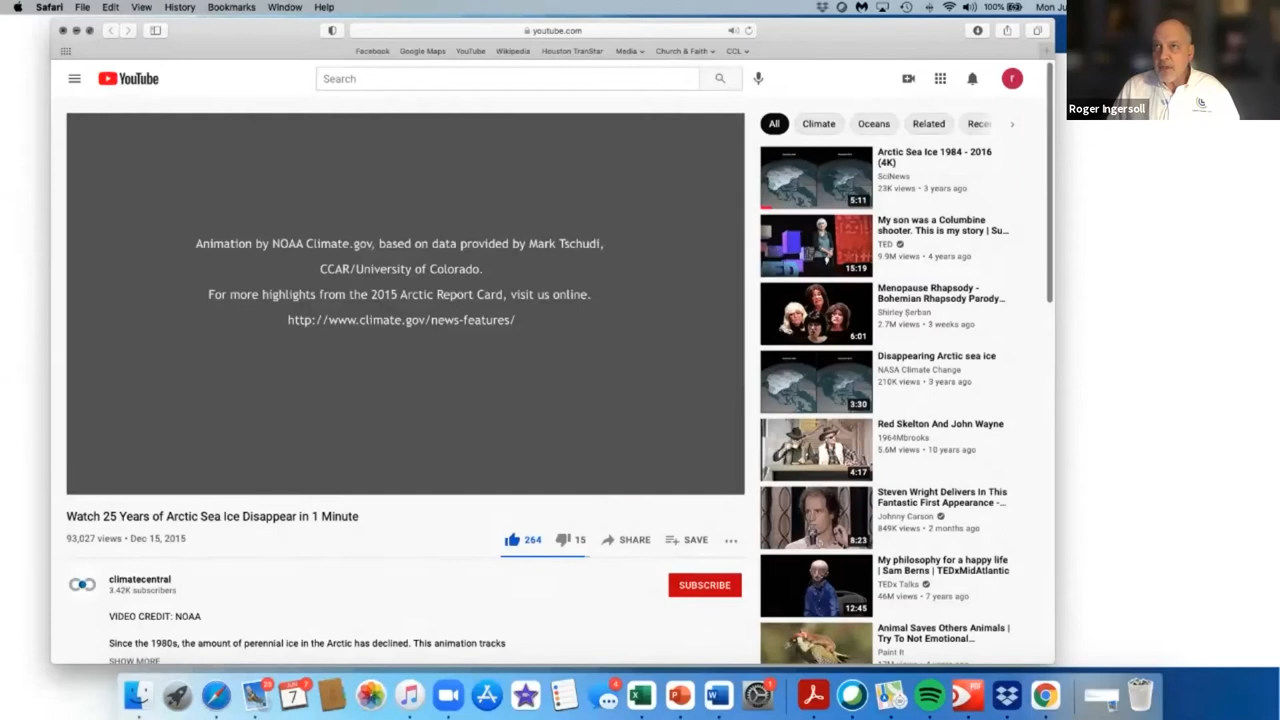 Safari File Edit View History Bookmarks Window Help
100%
Mon Ju
youtube.com
Facebook Google Maps YouTube Wikipedia Houston TranStar Media Church & Faith CCL
YouTube
Search
r
Roger Ingersoll
Animation by NOAA Climate.gov, based on data provided by Mark Tschudi,
CCAR/University of Colorado.
For more highlights from the 2015 Arctic Report Card, visit us online.
http://www.climate.gov/news-features/
Watch 25 Years of Arctic Sea Ice Disappear in 1 Minute
93,027 views • Dec 15, 2015
264 15 SHARE SAVE
climatecentral
3.42K subscribers
SUBSCRIBE
VIDEO CREDIT: NOAA
Since the 1980s, the amount of perennial ice in the Arctic has declined. This animation tracks
SHOW MORE
All Climate Oceans Related Rece
Arctic Sea Ice 1984 - 2016
(4K)
SciNews
23K views • 3 years ago
5:11
My son was a Columbine
shooter. This is my story | Su...
TED
9.9M views • 4 years ago
15:19
Menopause Rhapsody -
Bohemian Rhapsody Parody...
Shirley Șerban
2.7M views • 3 weeks ago
6:01
Disappearing Arctic sea ice
NASA Climate Change
210K views • 3 years ago
3:30
Red Skelton And John Wayne
1964Mbrooks
5.6M views • 10 years ago
4:17
Steven Wright Delivers In This
Fantastic First Appearance -...
Johnny Carson
849K views • 2 months ago
8:23
My philosophy for a happy life
| Sam Berns | TEDxMidAtlantic
TEDx Talks
46M views • 7 years ago
12:45
Animal Saves Others Animals |
Try To Not Emotional...
Paint It
JUN 7
7
4
1
PDF